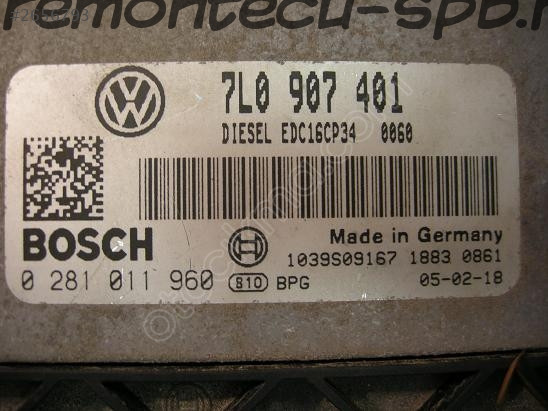 remontecu-spb.r
7L0 907 401
DIESEL EDC16CP34 0060
BOSCH
Made in Germany
1039S09167 1883 0861
0 281 011 960 810 BPG 05-02-18